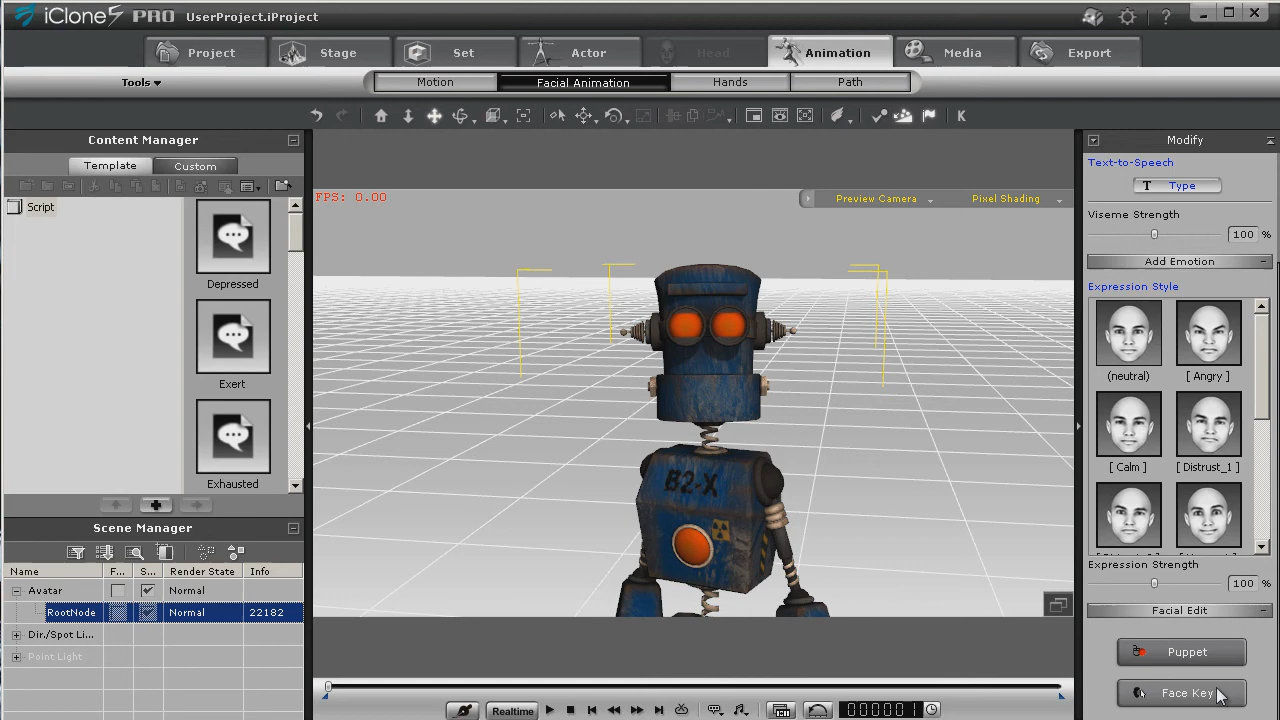 iClone5 PRO UserProject.iProject
Project Stage Set Actor Head Animation Media Export
Tools Motion Facial Animation Hands Path
K
Content Manager
Template Custom
Script
Depressed
Exert
Exhausted
Scene Manager
Name F... S... Render State Info
Avatar Normal
RootNode Normal 22182
Dir./Spot Li...
Point Light
FPS: 0.00
Preview Camera Pixel Shading
B2-X
Realtime 000001
Modify
Text-to-Speech
T Type
Viseme Strength
100 %
Add Emotion
Expression Style
(neutral) [ Angry ]
[ Calm ] [ Distrust_1 ]
Expression Strength
100 %
Facial Edit
Puppet
Face Key